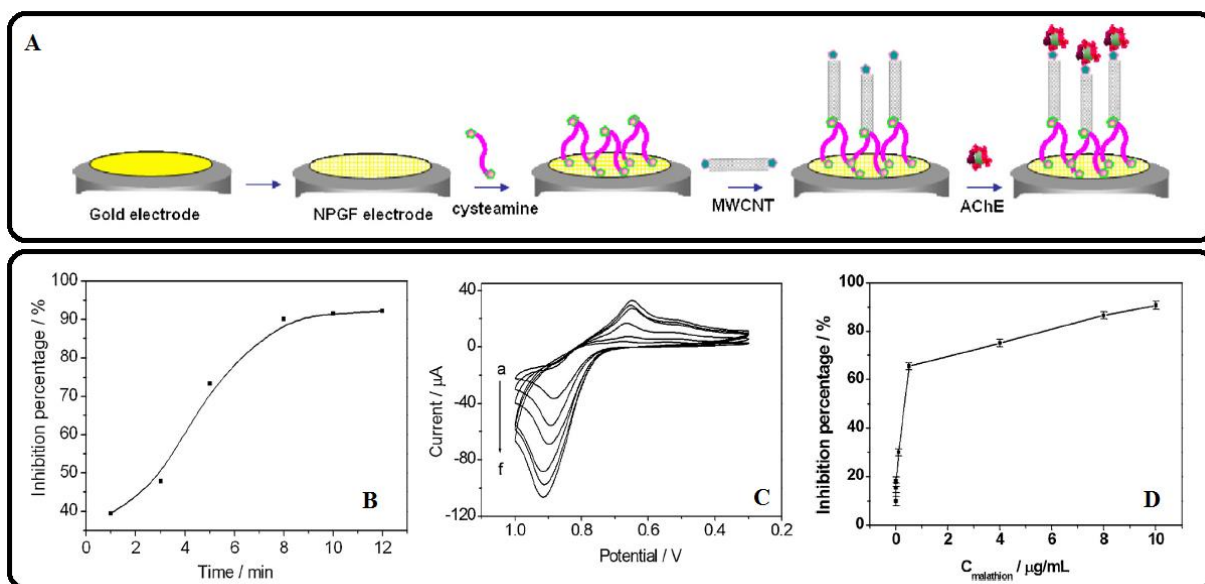 A
Gold electrode
NPGF electrode
cysteamine
MWCNT
AChE
100
90
80
70
60
50
40
Inhibition percentage / %
0 2 4 6 8 10 12
Time / min
B
40
0
-40
-80
-120
Current / μA
a
f
1.0 0.8 0.6 0.4 0.2
Potential / V
C
100
80
60
40
20
0
Inhibition percentage / %
0 2 4 6 8 10
C malathion / μg/mL
D